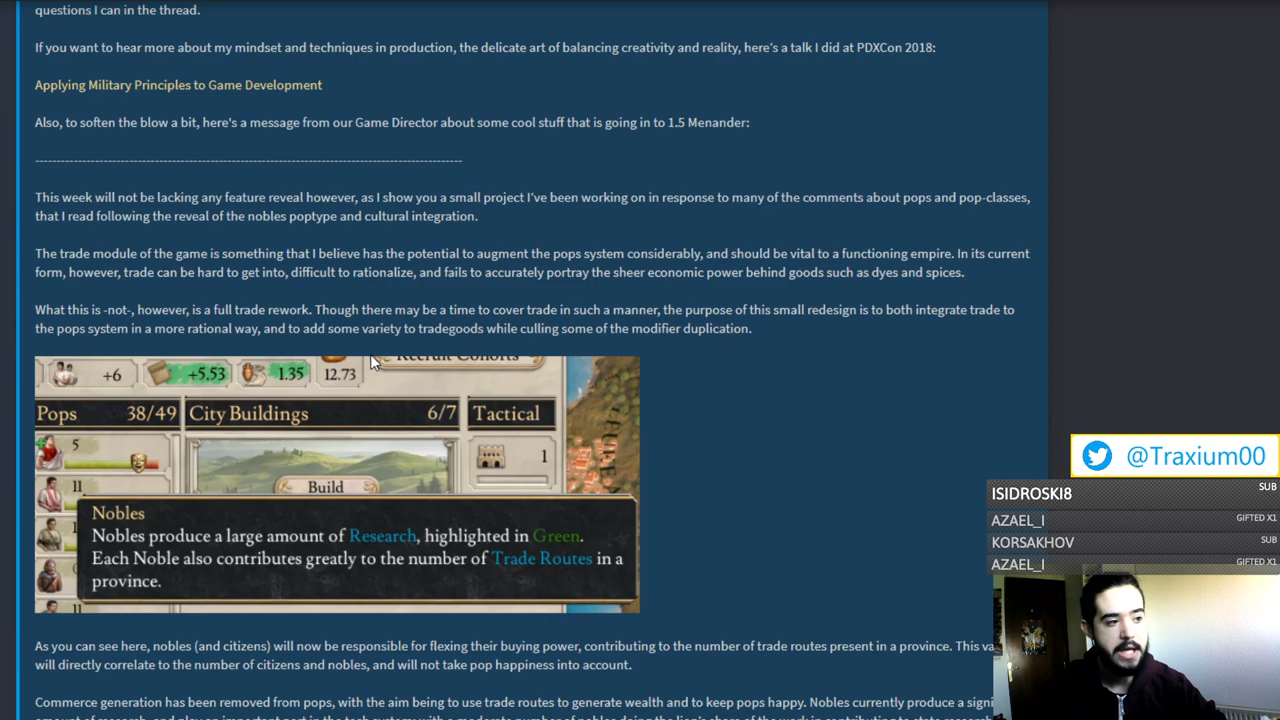 questions I can in the thread.
If you want to hear more about my mindset and techniques in production, the delicate art of balancing creativity and reality, here's a talk I did at PDXCon 2018:
Applying Military Principles to Game Development
Also, to soften the blow a bit, here's a message from our Game Director about some cool stuff that is going in to 1.5 Menander:
----------------------------------------------------------------------------------------------------
This week will not be lacking any feature reveal however, as I show you a small project I've been working on in response to many of the comments about pops and pop-classes,
that I read following the reveal of the nobles poptype and cultural integration.
The trade module of the game is something that I believe has the potential to augment the pops system considerably, and should be vital to a functioning empire. In its current
form, however, trade can be hard to get into, difficult to rationalize, and fails to accurately portray the sheer economic power behind goods such as dyes and spices.
What this is -not-, however, is a full trade rework. Though there may be a time to cover trade in such a manner, the purpose of this small redesign is to both integrate trade to
the pops system in a more rational way, and to add some variety to tradegoods while culling some of the modifier duplication.
Recruit Cohorts
+6 +5.53 1.35 12.73
Pops 38/49 City Buildings 6/7 Tactical
5
1
Build
11
Nobles
Nobles produce a large amount of Research, highlighted in Green.
Each Noble also contributes greatly to the number of Trade Routes in a
province.
11
As you can see here, nobles (and citizens) will now be responsible for flexing their buying power, contributing to the number of trade routes present in a province. This va
will directly correlate to the number of citizens and nobles, and will not take pop happiness into account.
Commerce generation has been removed from pops, with the aim being to use trade routes to generate wealth and to keep pops happy. Nobles currently produce a signi
@Traxium00
ISIDROSKI8 SUB
AZAEL_I GIFTED X1
KORSAKHOV SUB
AZAEL_I GIFTED X1